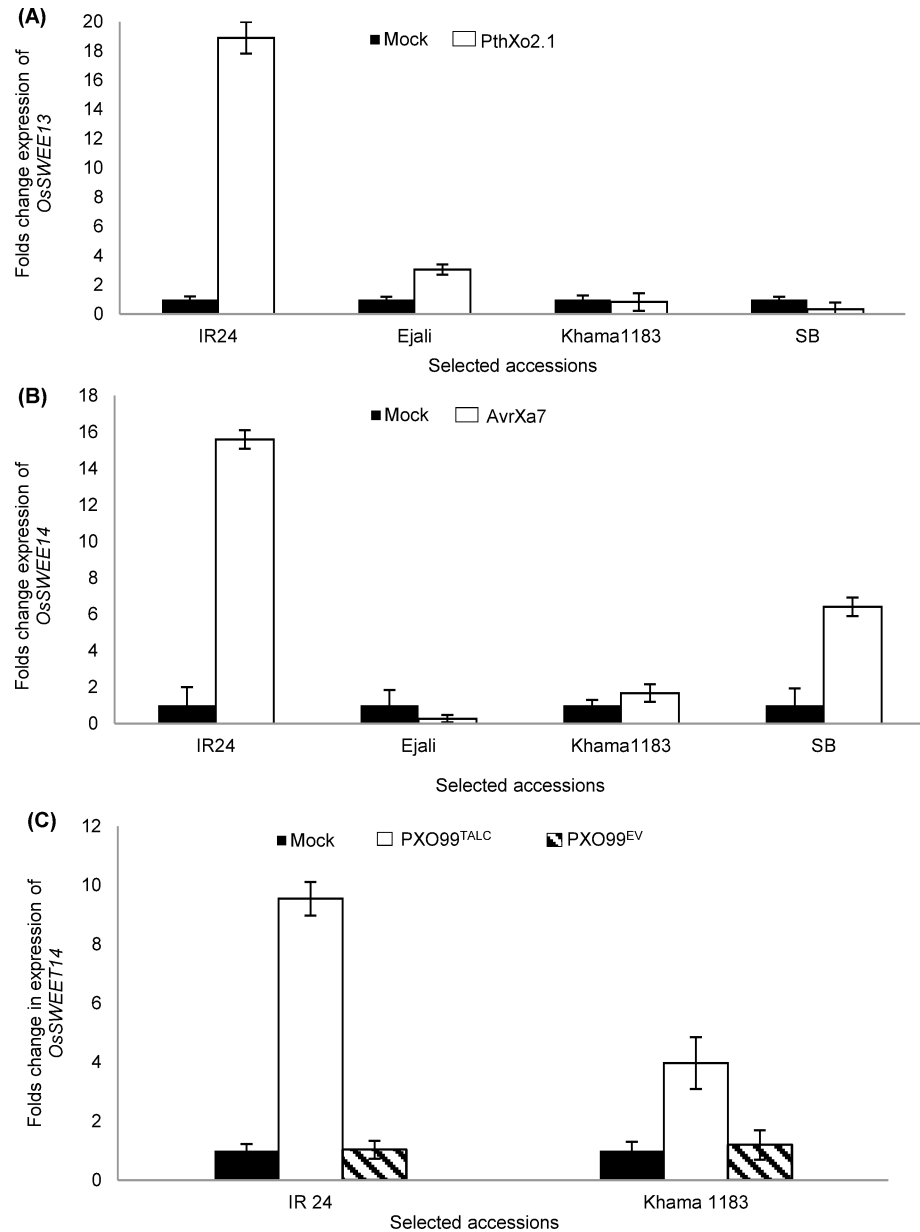 (A)
Folds change expression of
OsSWEE13
20
18
16
14
12
10
8
6
4
2
0
Mock PthXo2.1
IR24 Ejali Khama1183 SB
Selected accessions
(B)
Folds change expression of
OsSWEE14
18
16
14
12
10
8
6
4
2
0
Mock AvrXa7
IR24 Ejali Khama1183 SB
Selected accessions
(C)
Folds change in expression of
OsSWEET14
12
10
8
6
4
2
0
Mock PXO99TALC PXO99EV
IR 24 Khama 1183
Selected accessions